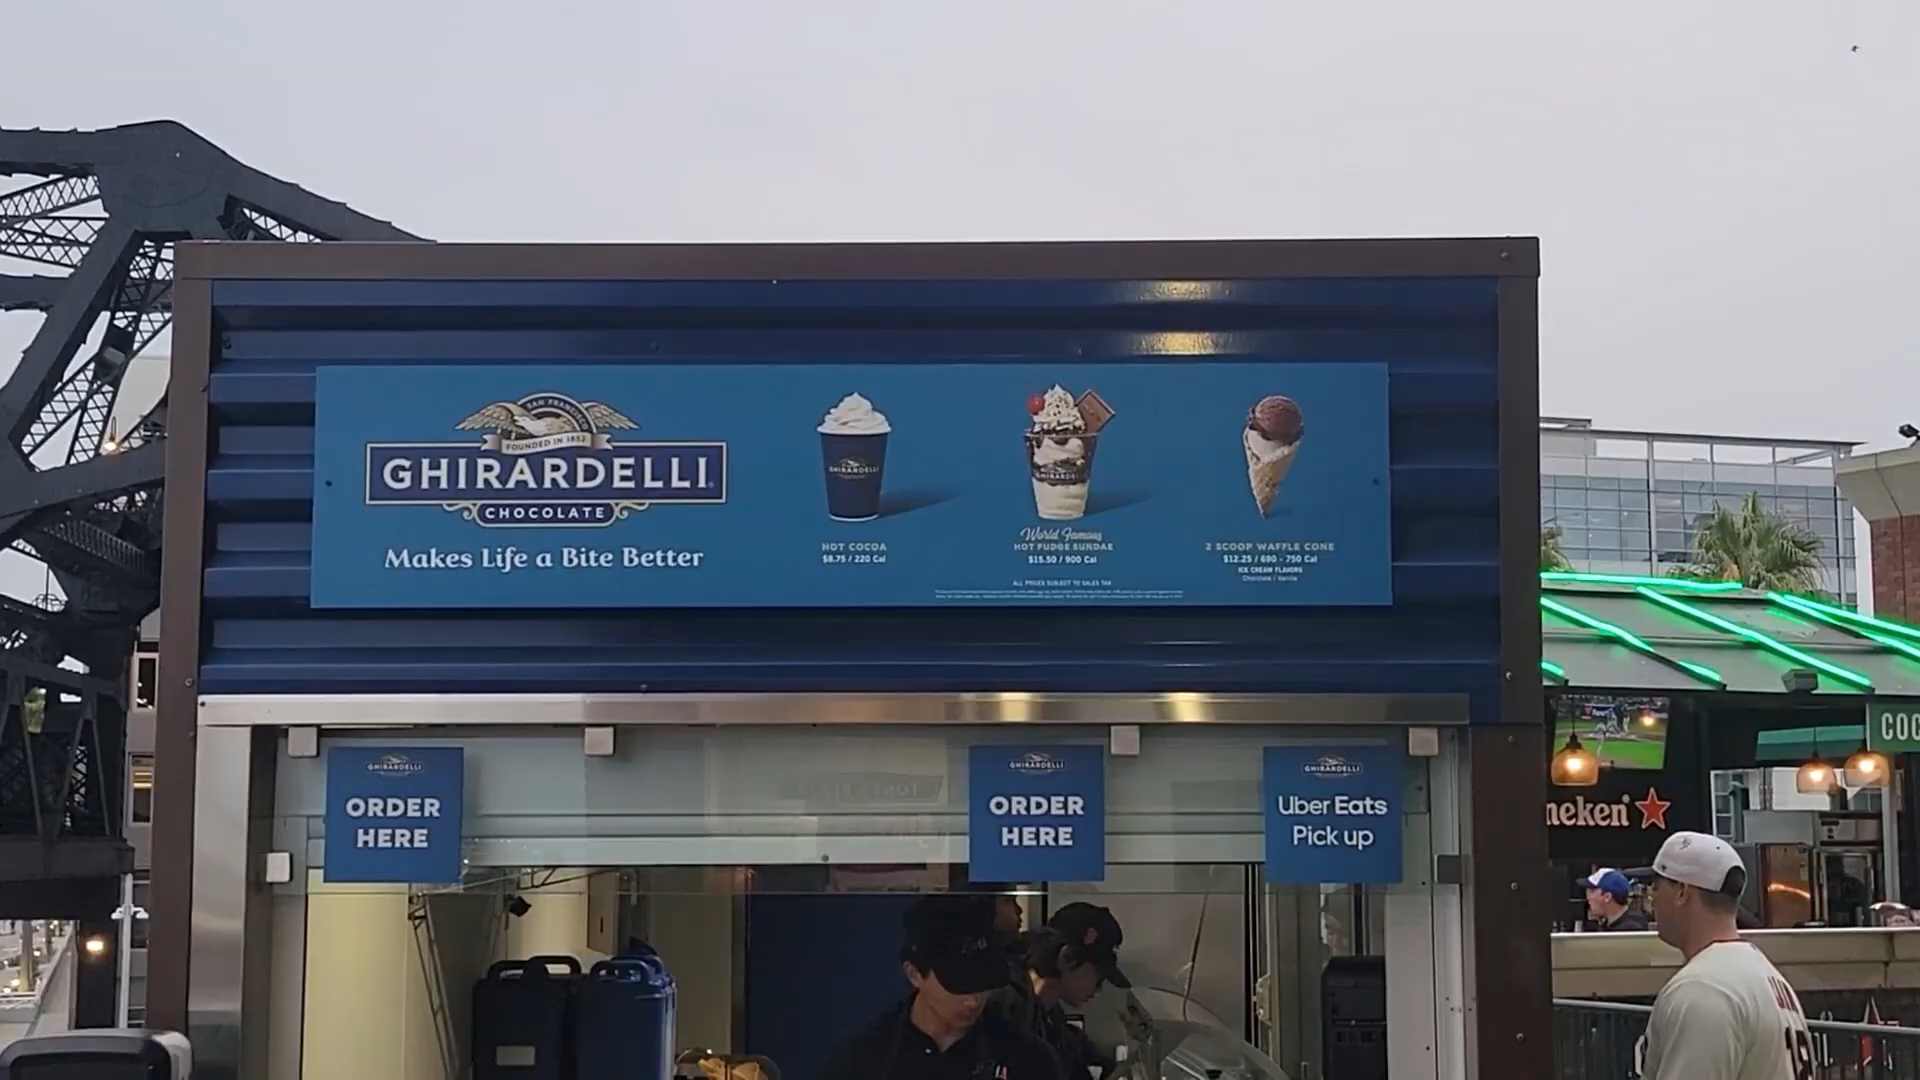 SAN FRANCISCO
FOUNDED IN 1852
GHIRARDELLI
CHOCOLATE
Makes Life a Bite Better
GHIRARDELLI
HOT COCOA
$8.75 / 220 Cal
GHIRARDELLI
World Famous
HOT FUDGE SUNDAE
$15.50 / 900 Cal
2 SCOOP WAFFLE CONE
$12.25 / 690 - 750 Cal
ICE CREAM FLAVORS
Chocolate / Vanilla
ALL PRICES SUBJECT TO SALES TAX
GHIRARDELLI
ORDER
HERE
GHIRARDELLI
ORDER
HERE
GHIRARDELLI
Uber Eats
Pick up
COC
neken